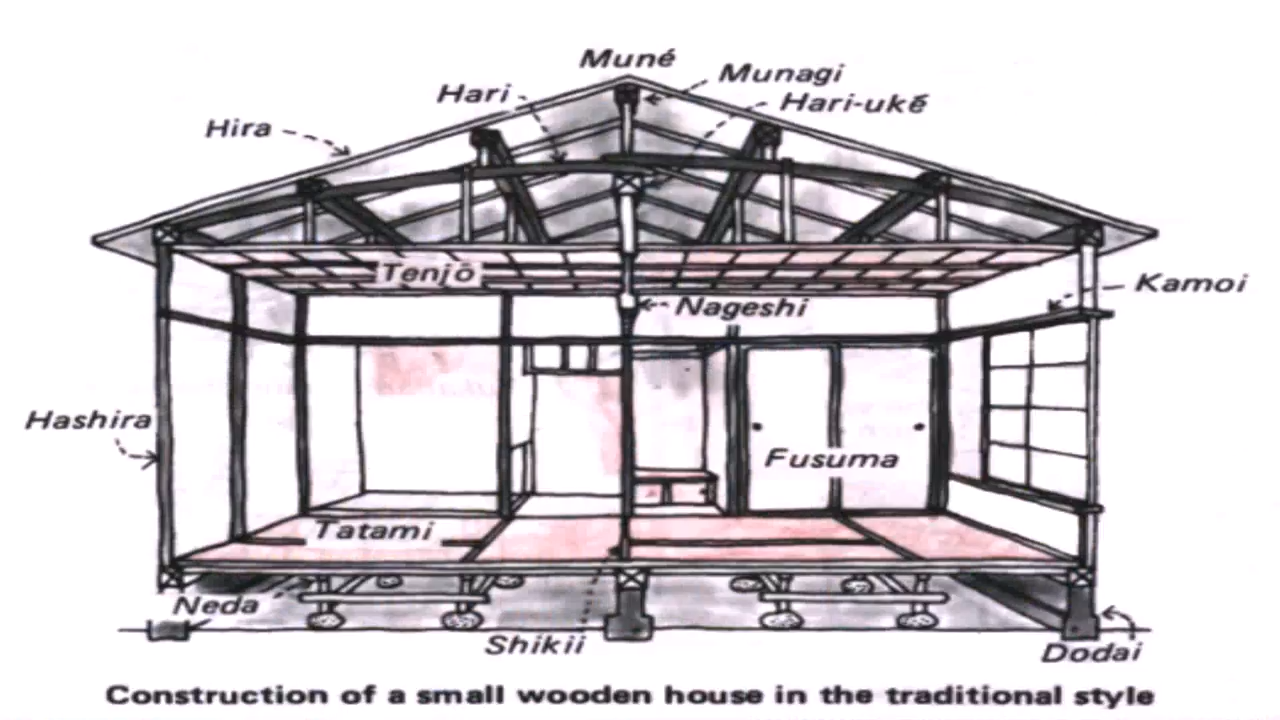 Muné
Munagi
Hari
Hari-uké
Hira
Tenjō
Kamoi
Nageshi
Hashira
Fusuma
Tatami
Neda
Shikii
Dodai
Construction of a small wooden house in the traditional style